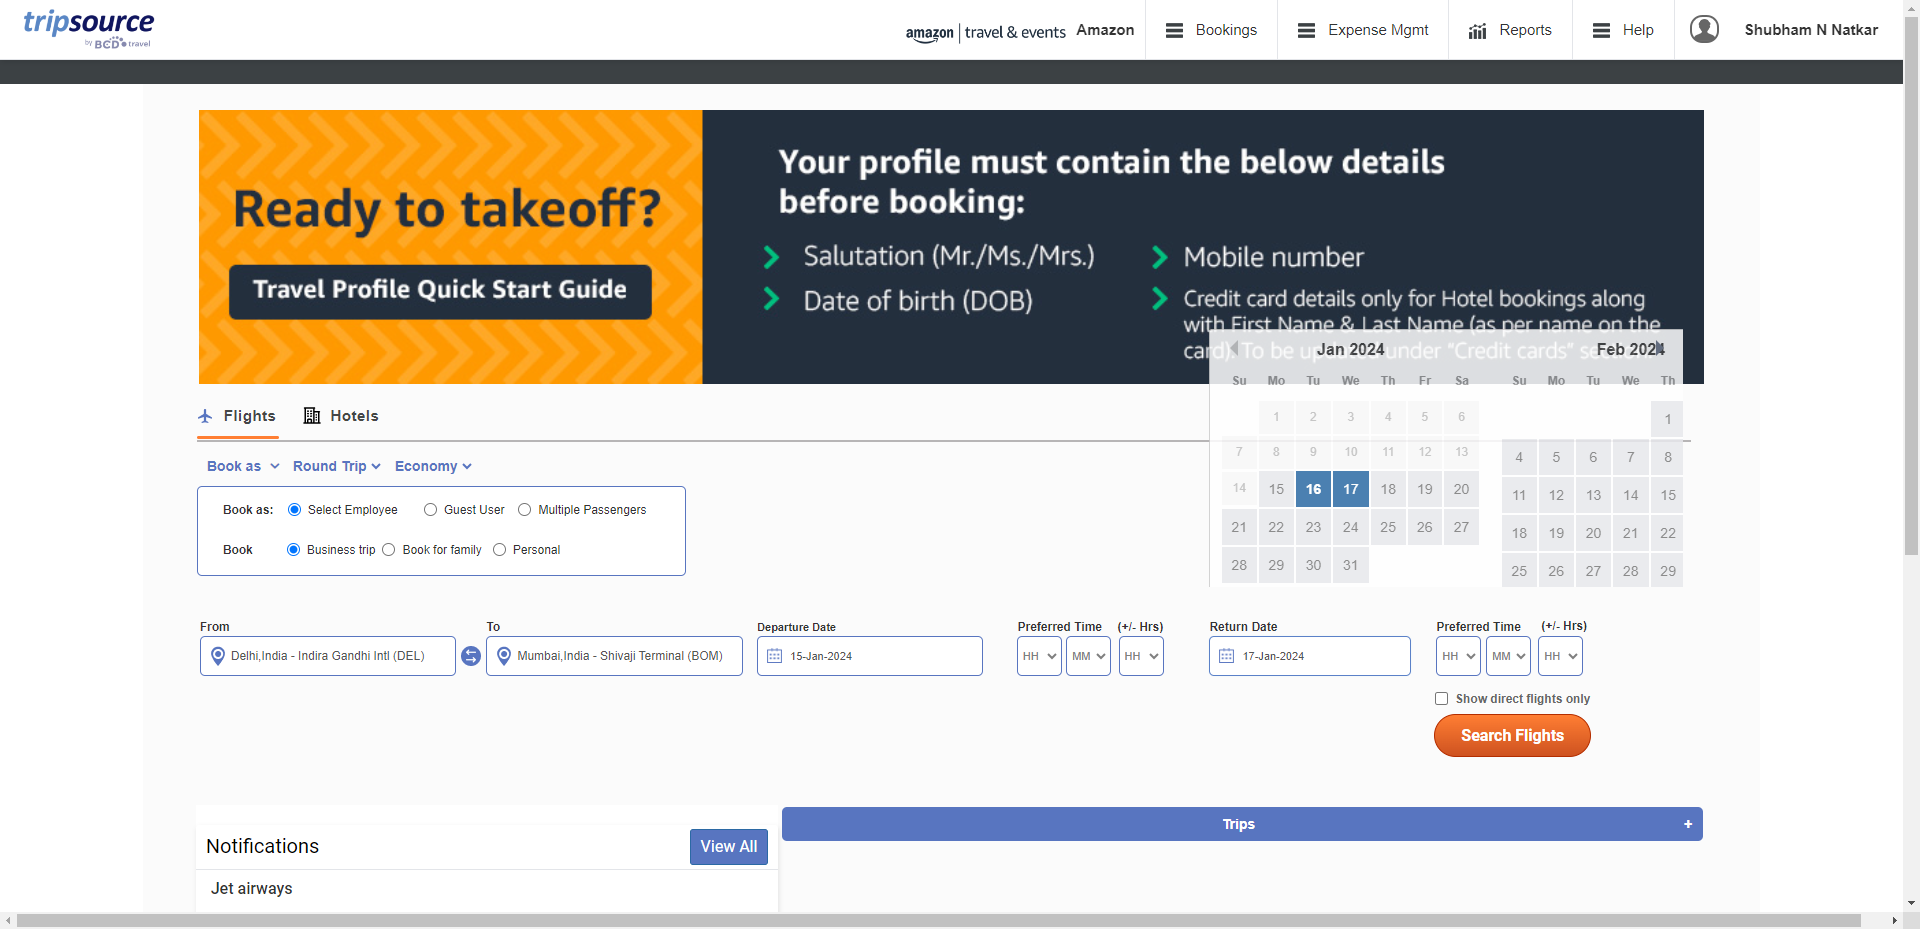 tripsource
by BCD travel
amazon | travel & events Amazon
Bookings
Expense Mgmt
Reports
Help
Shubham N Natkar
Ready to takeoff?
Travel Profile Quick Start Guide
Your profile must contain the below details
before booking:
Salutation (Mr./Ms./Mrs.)
Date of birth (DOB)
Mobile number
Credit card details only for Hotel bookings along
with First Name & Last Name (as per name on the
card). To be updated under “Credit cards”
Flights
Hotels
Book as
Round Trip
Economy
Book as: Select Employee Guest User Multiple Passengers
Book Business trip Book for family Personal
Jan 2024
Su Mo Tu We Th Fr Sa
1 2 3 4 5 6
7 8 9 10 11 12 13
14 15 16 17 18 19 20
21 22 23 24 25 26 27
28 29 30 31
Feb 2024
Su Mo Tu We Th
1
4 5 6 7 8
11 12 13 14 15
18 19 20 21 22
25 26 27 28 29
From
Delhi,India - Indira Gandhi Intl (DEL)
To
Mumbai,India - Shivaji Terminal (BOM)
Departure Date
15-Jan-2024
Preferred Time (+/- Hrs)
HH MM HH
Return Date
17-Jan-2024
Preferred Time (+/- Hrs)
HH MM HH
Show direct flights only
Search Flights
Notifications
View All
Jet airways
Trips +